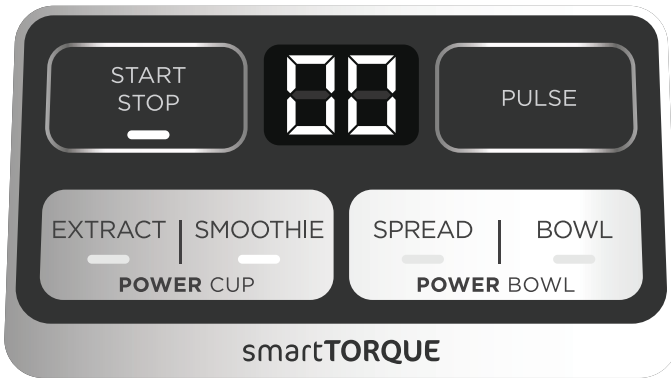 START
STOP
00
PULSE
EXTRACT | SMOOTHIE
POWER CUP
SPREAD | BOWL
POWER BOWL
smartTORQUE